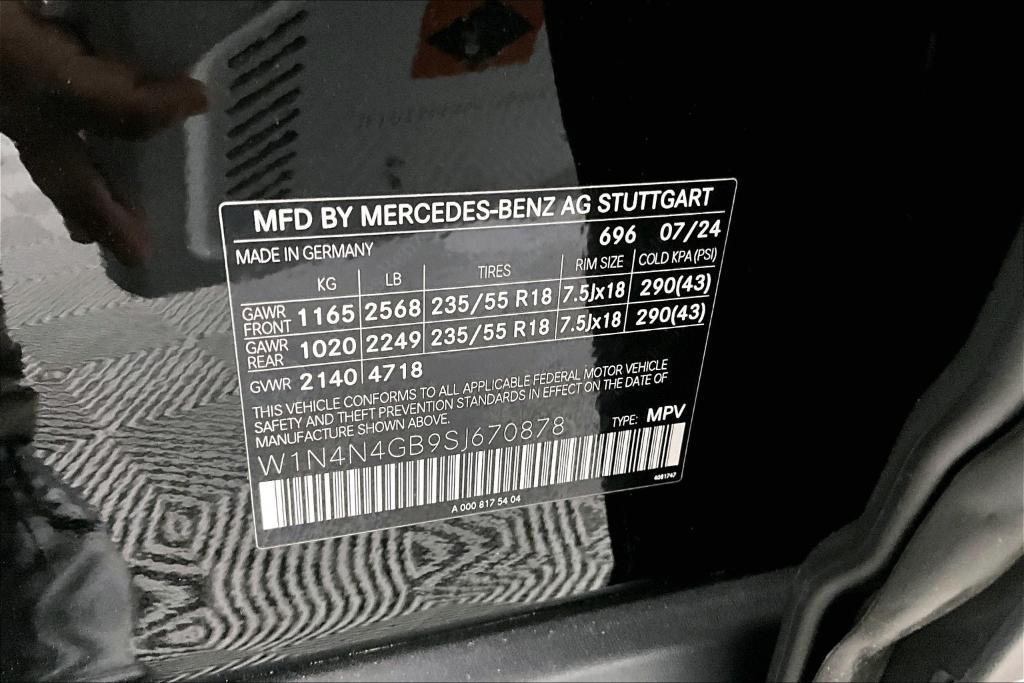 MFD BY MERCEDES-BENZ AG STUTTGART
MADE IN GERMANY 696 07/24
KG LB TIRES RIM SIZE COLD KPA (PSI)
GAWR FRONT 1165 2568 235/55 R18 7.5Jx18 290(43)
GAWR REAR 1020 2249 235/55 R18 7.5Jx18 290(43)
GVWR 2140 4718
THIS VEHICLE CONFORMS TO ALL APPLICABLE FEDERAL MOTOR VEHICLE
SAFETY AND THEFT PREVENTION STANDARDS IN EFFECT ON THE DATE OF
MANUFACTURE SHOWN ABOVE.
W1N4N4GB9SJ670878 TYPE: MPV
A 000 817 54 04